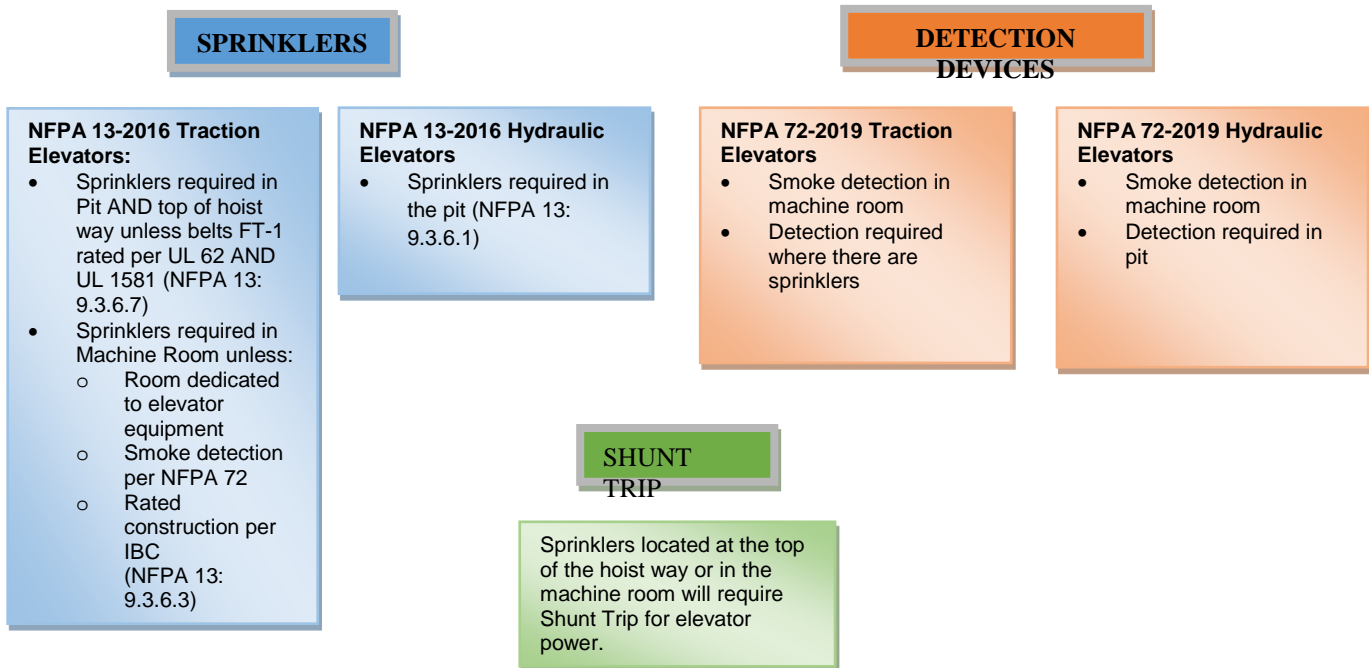 SPRINKLERS
DETECTION
DEVICES
NFPA 13-2016 Traction
Elevators:
• Sprinklers required in
Pit AND top of hoist
way unless belts FT-1
rated per UL 62 AND
UL 1581 (NFPA 13:
9.3.6.7)
• Sprinklers required in
Machine Room unless:
o Room dedicated
to elevator
equipment
o Smoke detection
per NFPA 72
o Rated
construction per
IBC
(NFPA 13:
9.3.6.3)
NFPA 13-2016 Hydraulic
Elevators
• Sprinklers required in
the pit (NFPA 13:
9.3.6.1)
NFPA 72-2019 Traction
Elevators
• Smoke detection in
machine room
• Detection required
where there are
sprinklers
NFPA 72-2019 Hydraulic
Elevators
• Smoke detection in
machine room
• Detection required in
pit
SHUNT
TRIP
Sprinklers located at the top
of the hoist way or in the
machine room will require
Shunt Trip for elevator
power.